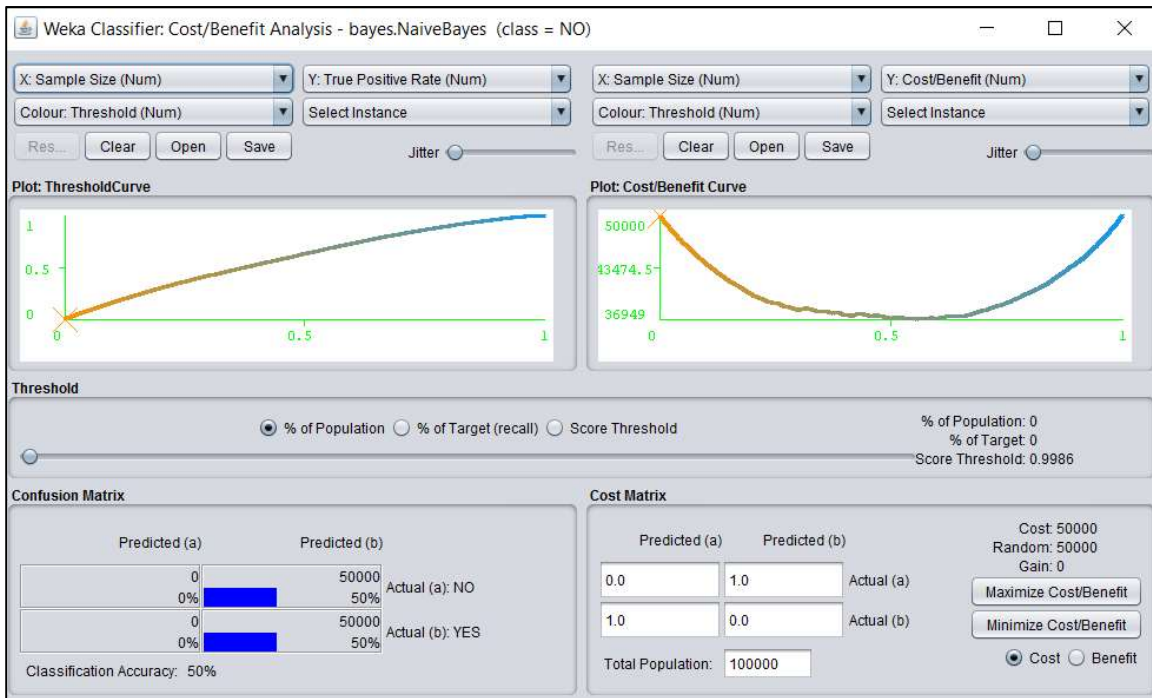 Weka Classifier: Cost/Benefit Analysis - bayes.NaiveBayes (class = NO)
X: Sample Size (Num)
Y: True Positive Rate (Num)
Colour: Threshold (Num)
Select Instance
Res...
Clear
Open
Save
Jitter
Plot: ThresholdCurve
1
0.5
0
0
0.5
1
X: Sample Size (Num)
Y: Cost/Benefit (Num)
Colour: Threshold (Num)
Select Instance
Res...
Clear
Open
Save
Jitter
Plot: Cost/Benefit Curve
50000
43474.5
36949
0
0.5
1
Threshold
% of Population
% of Target (recall)
Score Threshold
% of Population: 0
% of Target: 0
Score Threshold: 0.9986
Confusion Matrix
Predicted (a) Predicted (b)
0 50000
0% 50% Actual (a): NO
0 50000
0% 50% Actual (b): YES
Classification Accuracy: 50%
Cost Matrix
Predicted (a) Predicted (b)
0.0 1.0 Actual (a)
1.0 0.0 Actual (b)
Total Population: 100000
Cost: 50000
Random: 50000
Gain: 0
Maximize Cost/Benefit
Minimize Cost/Benefit
Cost Benefit